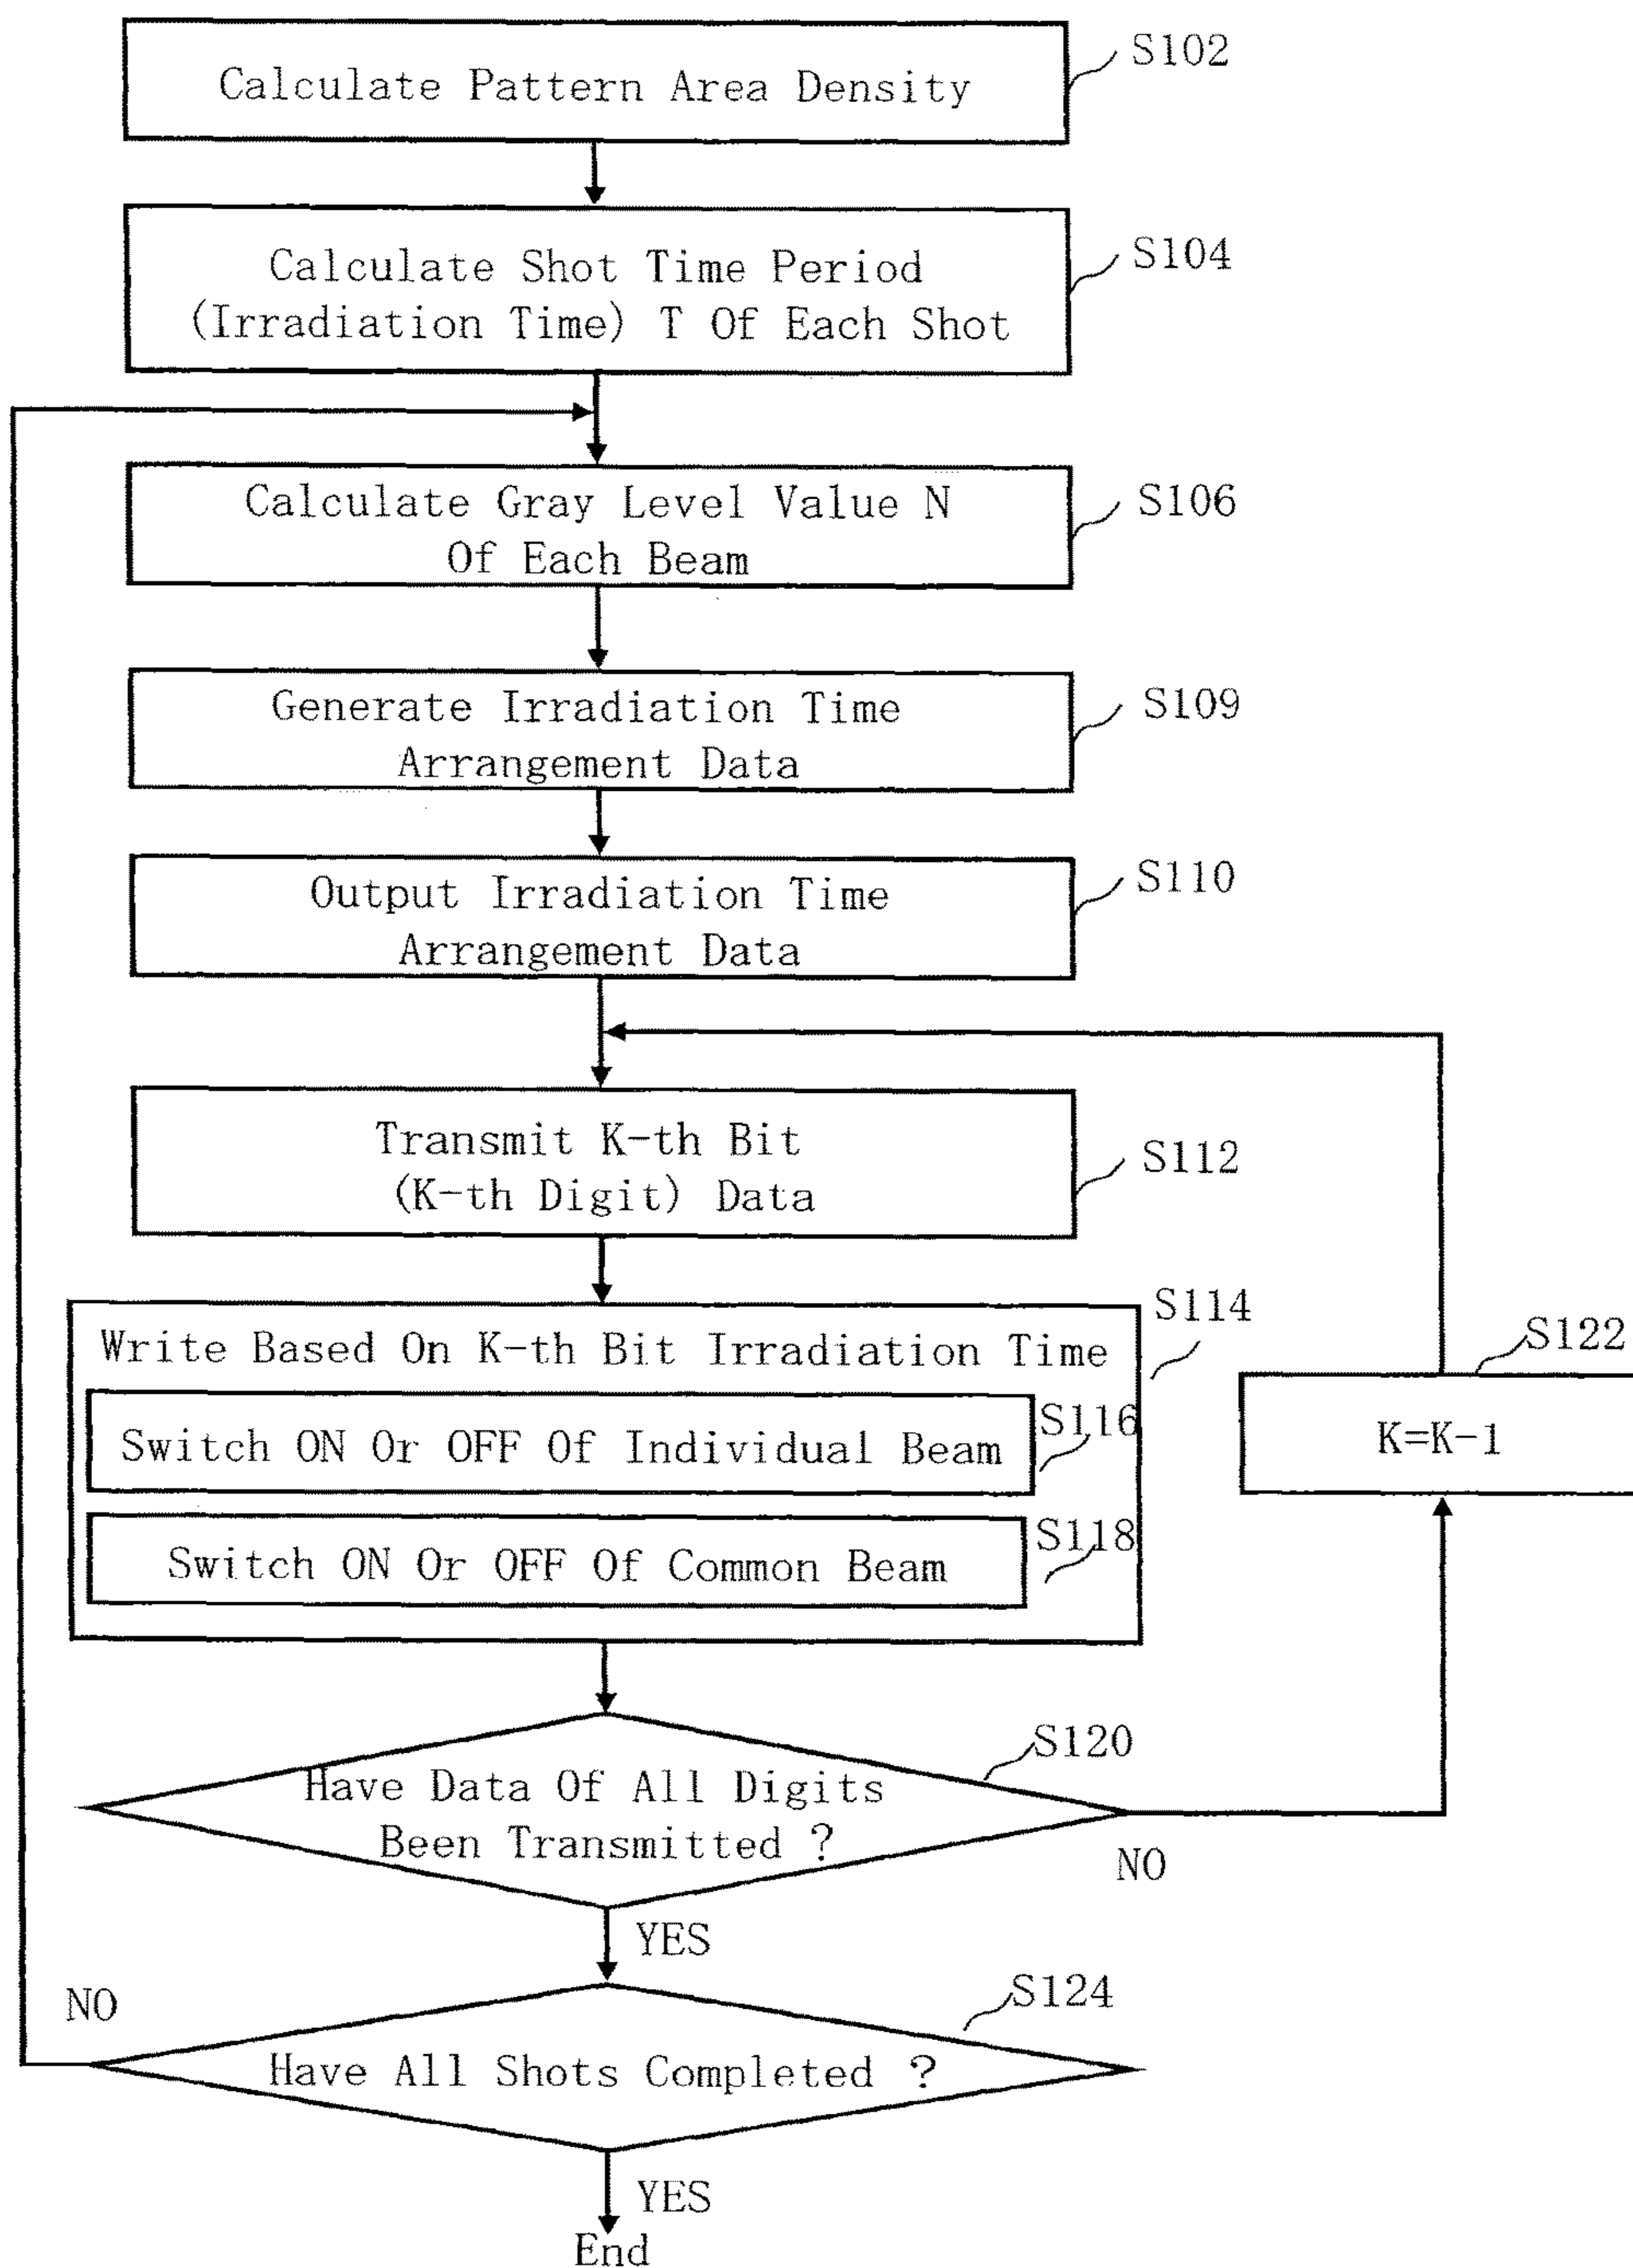 Calculate Pattern Area Density
S102
Calculate Shot Time Period
(Irradiation Time) T Of Each Shot
S104
Calculate Gray Level Value N
Of Each Beam
S106
Generate Irradiation Time
Arrangement Data
S109
Output Irradiation Time
Arrangement Data
S110
Transmit K-th Bit
(K-th Digit) Data
S112
S114
Write Based On K-th Bit Irradiation Time
S116
Switch ON Or OFF Of Individual Beam
S118
Switch ON Or OFF Of Common Beam
S122
K=K-1
S120
Have Data Of All Digits
Been Transmitted ?
NO
YES
S124
NO
Have All Shots Completed ?
YES
End